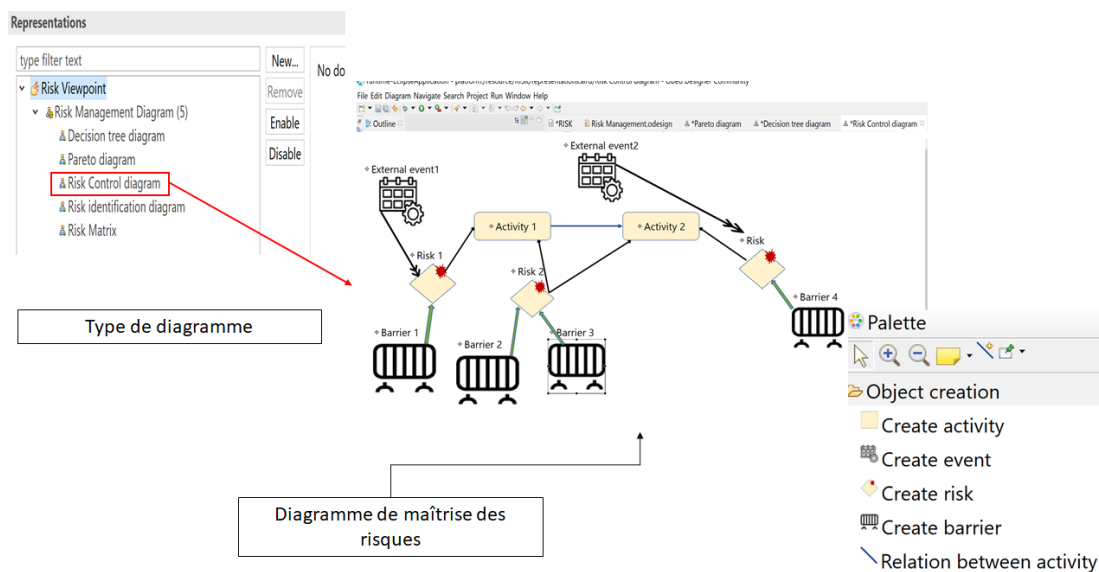 Representations
type filter text
New...
No do
Risk Viewpoint
Remove
Risk Management Diagram (5)
Enable
Decision tree diagram
Disable
Pareto diagram
Risk Control diagram
Risk identification diagram
Risk Matrix
Type de diagramme
File Edit Diagram Navigate Search Project Run Window Help
Outline
*RISK
Risk Management.odesign
*Pareto diagram
*Decision tree diagram
*Risk Control diagram
External event2
External event1
Activity 1
Activity 2
Risk
Risk 1
Risk 2
Barrier 4
Barrier 1
Barrier 2
Barrier 3
Diagramme de maîtrise des
risques
Palette
Object creation
Create activity
Create event
Create risk
Create barrier
Relation between activity